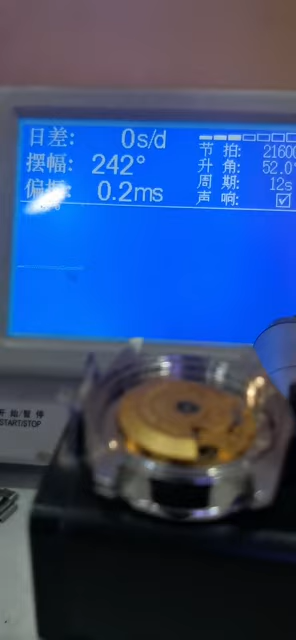 日差: 0s/d
摆幅: 242°
偏振: 0.2ms
节 拍: 21600
升 角: 52.0°
周 期: 12s
声 响: ☑
开 始/暂 停
START/STOP